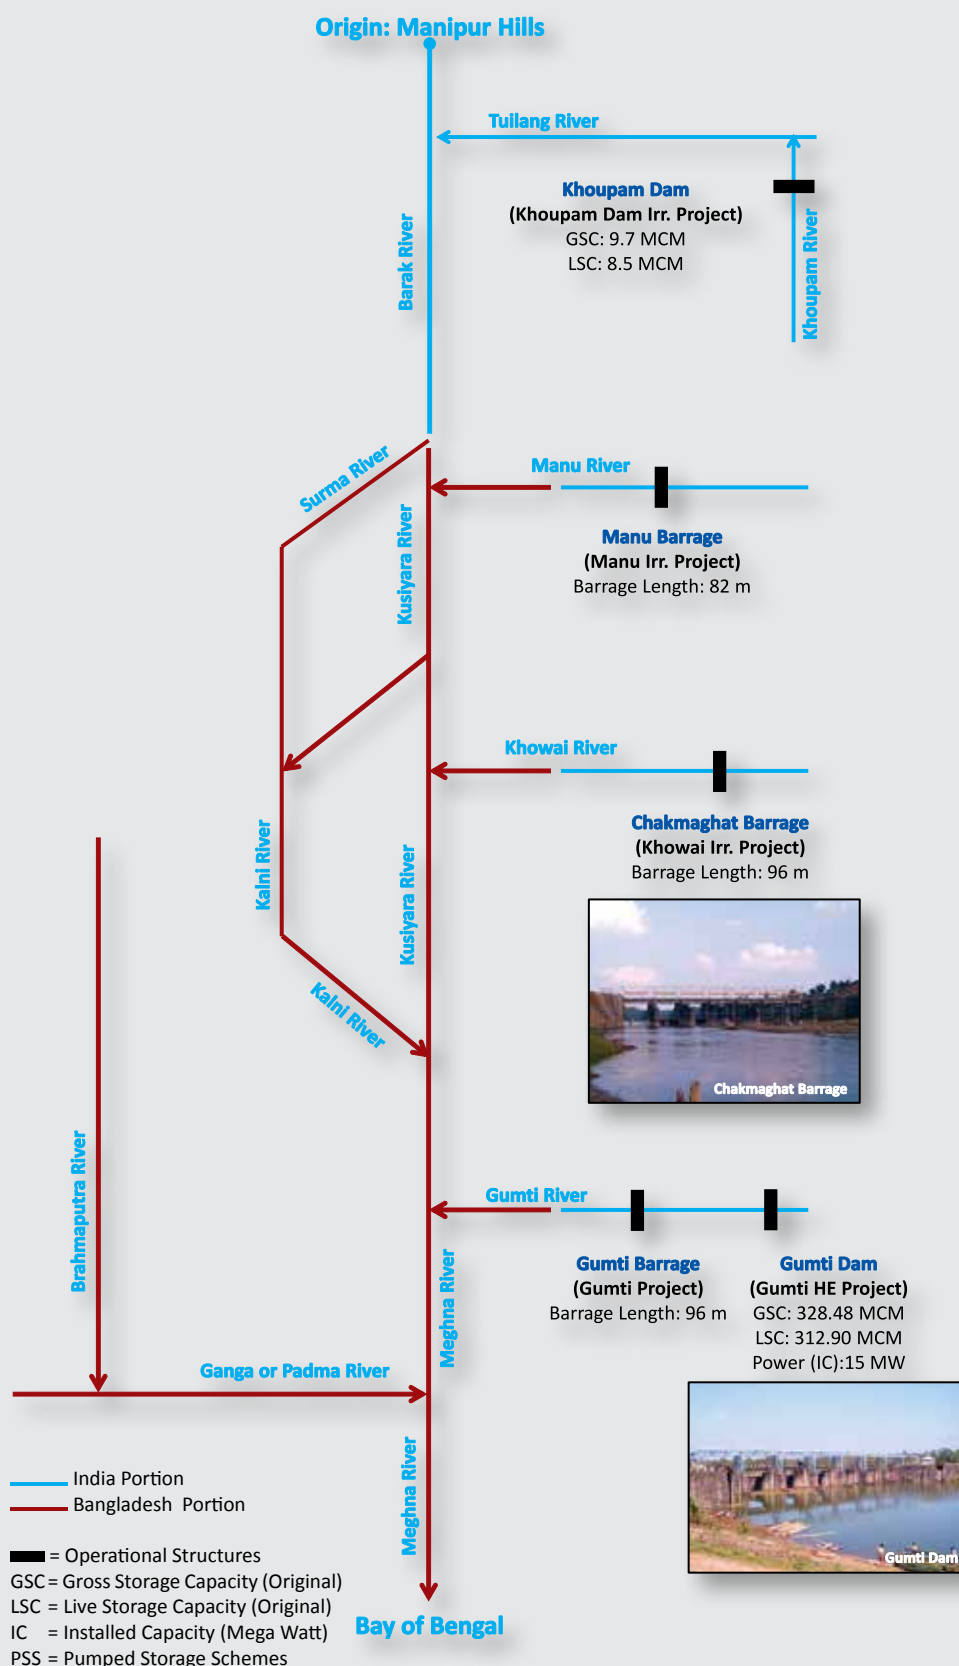 Origin: Manipur Hills
Tuilang River
Khoupam Dam
(Khoupam Dam Irr. Project)
GSC: 9.7 MCM
LSC: 8.5 MCM
Khoupam River
Barak River
Surma River
Manu River
Kusiyara River
Manu Barrage
(Manu Irr. Project)
Barrage Length: 82 m
Khowai River
Chakmaghat Barrage
(Khowai Irr. Project)
Barrage Length: 96 m
Kalni River
Kusiyara River
Kalni River
Chakmaghat Barrage
Brahmaputra River
Gumti River
Gumti Barrage
(Gumti Project)
Barrage Length: 96 m
Gumti Dam
(Gumti HE Project)
GSC: 328.48 MCM
LSC: 312.90 MCM
Power (IC):15 MW
Meghna River
Ganga or Padma River
Meghna River
Gumti Dam
India Portion
Bangladesh Portion
= Operational Structures
GSC = Gross Storage Capacity (Original)
LSC = Live Storage Capacity (Original)
IC = Installed Capacity (Mega Watt)
PSS = Pumped Storage Schemes
Bay of Bengal